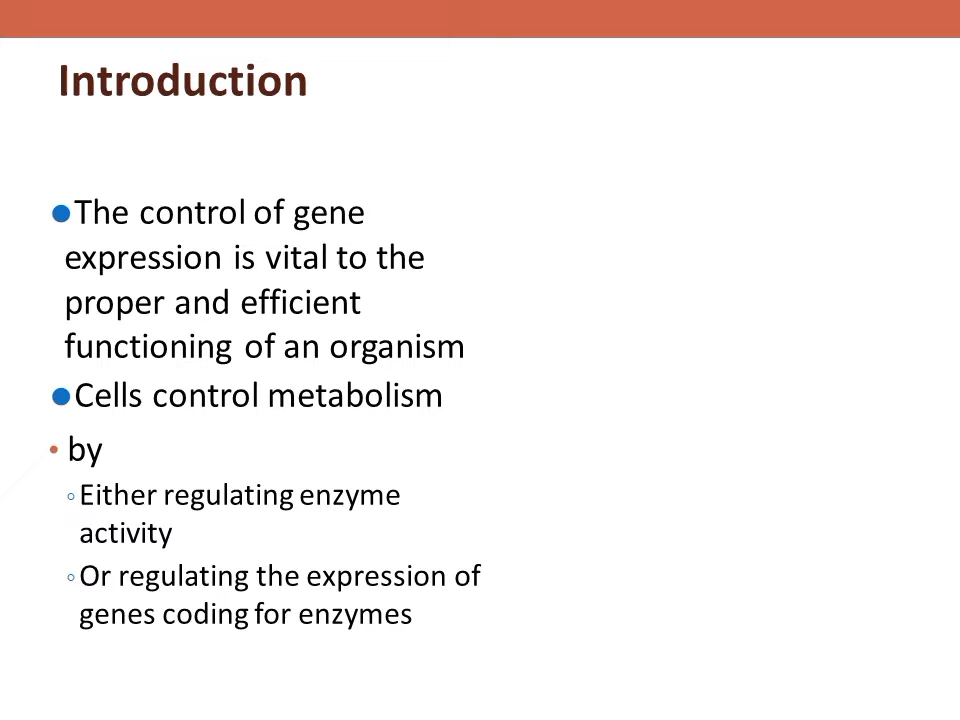 Introduction
●The control of gene
expression is vital to the
proper and efficient
functioning of an organism
●Cells control metabolism
• by
◦Either regulating enzyme
activity
◦Or regulating the expression of
genes coding for enzymes